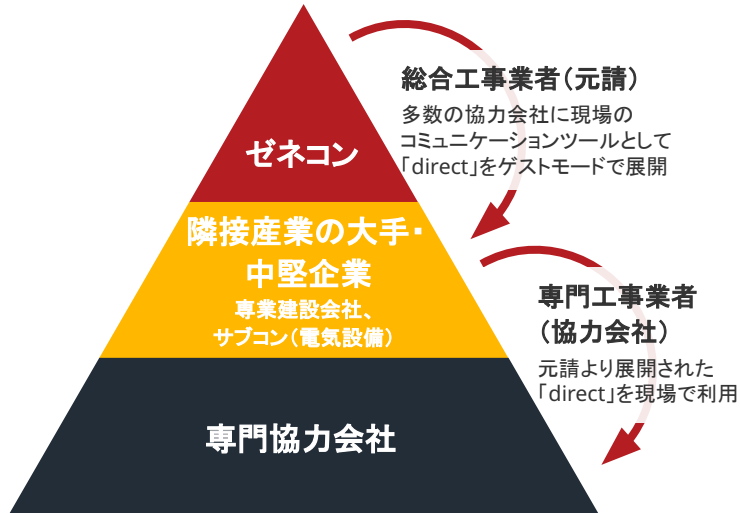 ゼネコン
隣接産業の大手・
中堅企業
専業建設会社、
サブコン（電気設備）
専門協力会社
総合工事業者（元請）
多数の協力会社に現場の
コミュニケーションツールとして
「direct」をゲストモードで展開
専門工事業者
（協力会社）
元請より展開された
「direct」を現場で利用